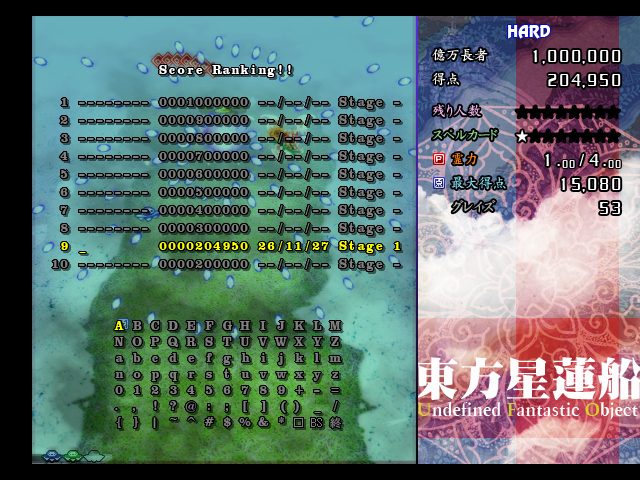 HARD
Score Ranking!!
億万長者 1,000,000
得点 204,950
1 -------- 0001000000 --/--/-- Stage -
2 -------- 0000900000 --/--/-- Stage -
3 -------- 0000800000 --/--/-- Stage -
4 -------- 0000700000 --/--/-- Stage -
5 -------- 0000600000 --/--/-- Stage -
6 -------- 0000500000 --/--/-- Stage -
7 -------- 0000400000 --/--/-- Stage -
8 -------- 0000300000 --/--/-- Stage -
9 _ 0000204950 26/11/27 Stage 1
10 -------- 0000200000 --/--/-- Stage -
残り人数
スペルカード
P 霊力 1.00/4.00
最大得点 15,080
グレイズ 53
A B C D E F G H I J K L M
N O P Q R S T U V W X Y Z
a b c d e f g h i j k l m
n o p q r s t u v w x y z
0 1 2 3 4 5 6 7 8 9 + - =
. , ! ? @ : ; [ ] ( ) _ /
{ } | ~ ^ # $ % & * □ BS 終
東方星蓮船
Undefined Fantastic Object